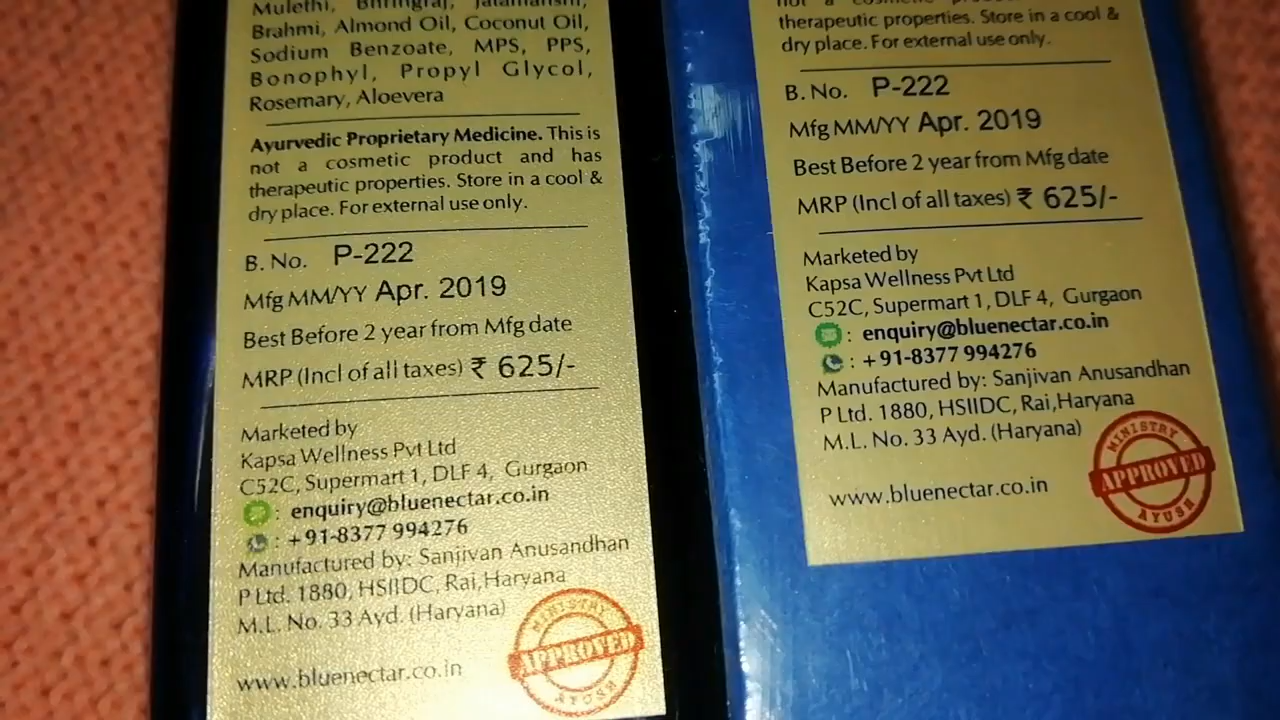 Mulethi, Bhringraj, Jatamanshi,
Brahmi, Almond Oil, Coconut Oil,
Sodium Benzoate, MPS, PPS,
Bonophyl, Propyl Glycol,
Rosemary, Aloevera
Ayurvedic Proprietary Medicine. This is
not a cosmetic product and has
therapeutic properties. Store in a cool &
dry place. For external use only.
B. No. P-222
Mfg MM/YY Apr. 2019
Best Before 2 year from Mfg date
MRP (Incl of all taxes) ₹ 625/-
Marketed by
Kapsa Wellness Pvt Ltd
C52C, Supermart 1, DLF 4, Gurgaon
: enquiry@bluenectar.co.in
: +91-8377 994276
Manufactured by: Sanjivan Anusandhan
P Ltd. 1880, HSIIDC, Rai,Haryana
M.L. No. 33 Ayd. (Haryana)
www.bluenectar.co.in
MINISTRY
APPROVED
AYUSH
not a cosmetic
therapeutic properties. Store in a cool &
dry place. For external use only.
B. No. P-222
Mfg MM/YY Apr. 2019
Best Before 2 year from Mfg date
MRP (Incl of all taxes) ₹ 625/-
Marketed by
Kapsa Wellness Pvt Ltd
C52C, Supermart 1, DLF 4, Gurgaon
: enquiry@bluenectar.co.in
: +91-8377 994276
Manufactured by: Sanjivan Anusandhan
P Ltd. 1880, HSIIDC, Rai,Haryana
M.L. No. 33 Ayd. (Haryana)
www.bluenectar.co.in
MINISTRY
APPROVED
AYUSH